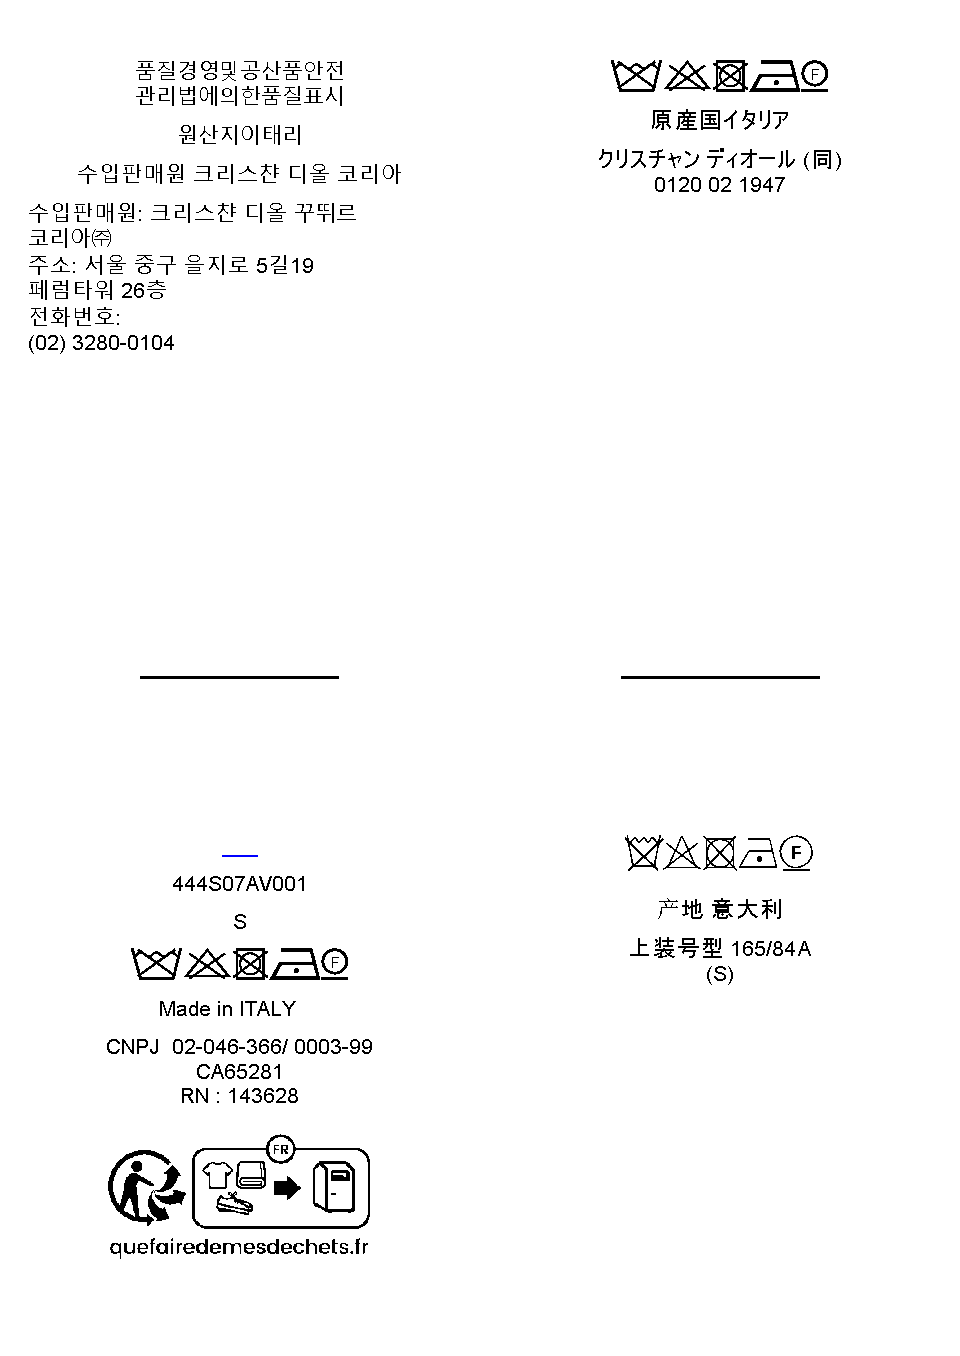 품질경영및공산품안전
관리법에의한품질표시
원산지이태리
수입판매원 크리스챤 디올 코리아
수입판매원: 크리스챤 디올 꾸뛰르
코리아㈜
주소: 서울 중구 을지로 5길19
페럼타워 26층
전화번호:
(02) 3280-0104
F
原産国イタリア
クリスチャン ディオール (同)
0120 02 1947
444S07AV001
S
F
Made in ITALY
CNPJ 02-046-366/ 0003-99
CA65281
RN : 143628
FR
quefairedemesdechets.fr
F
产地 意大利
上装号型 165/84A
(S)